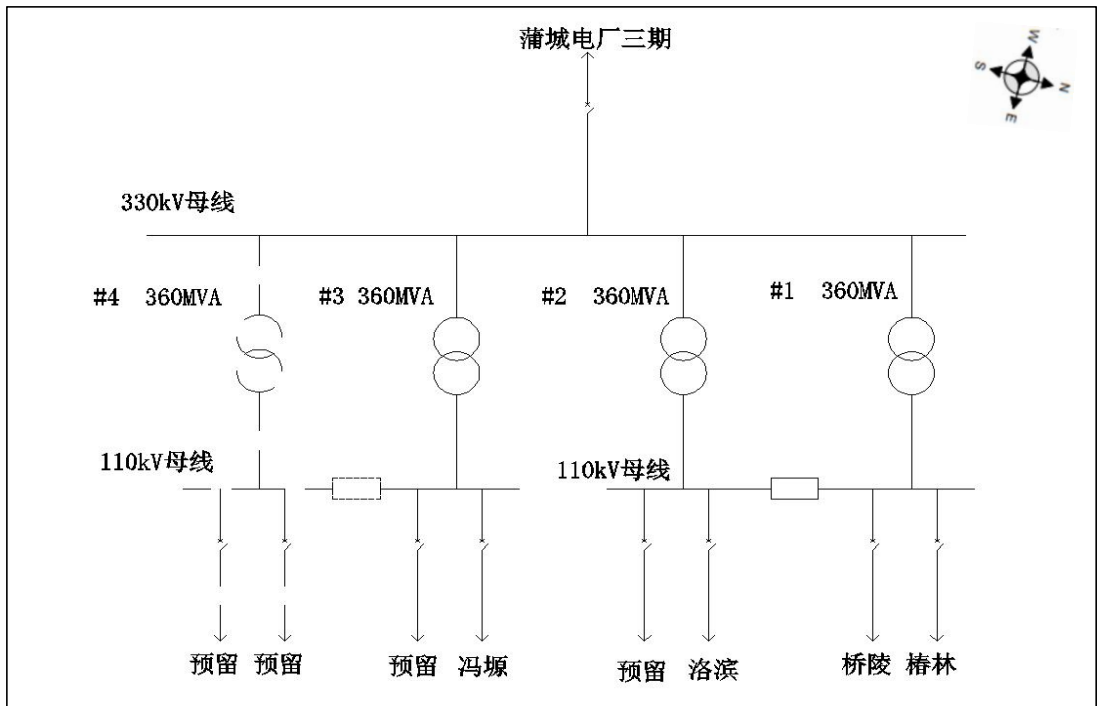 蒲城电厂三期
W
S
N
E
330kV母线
#4 360MVA
#3 360MVA
#2 360MVA
#1 360MVA
110kV母线
110kV母线
预留 预留 预留 冯塬 预留 洛滨 桥陵 椿林